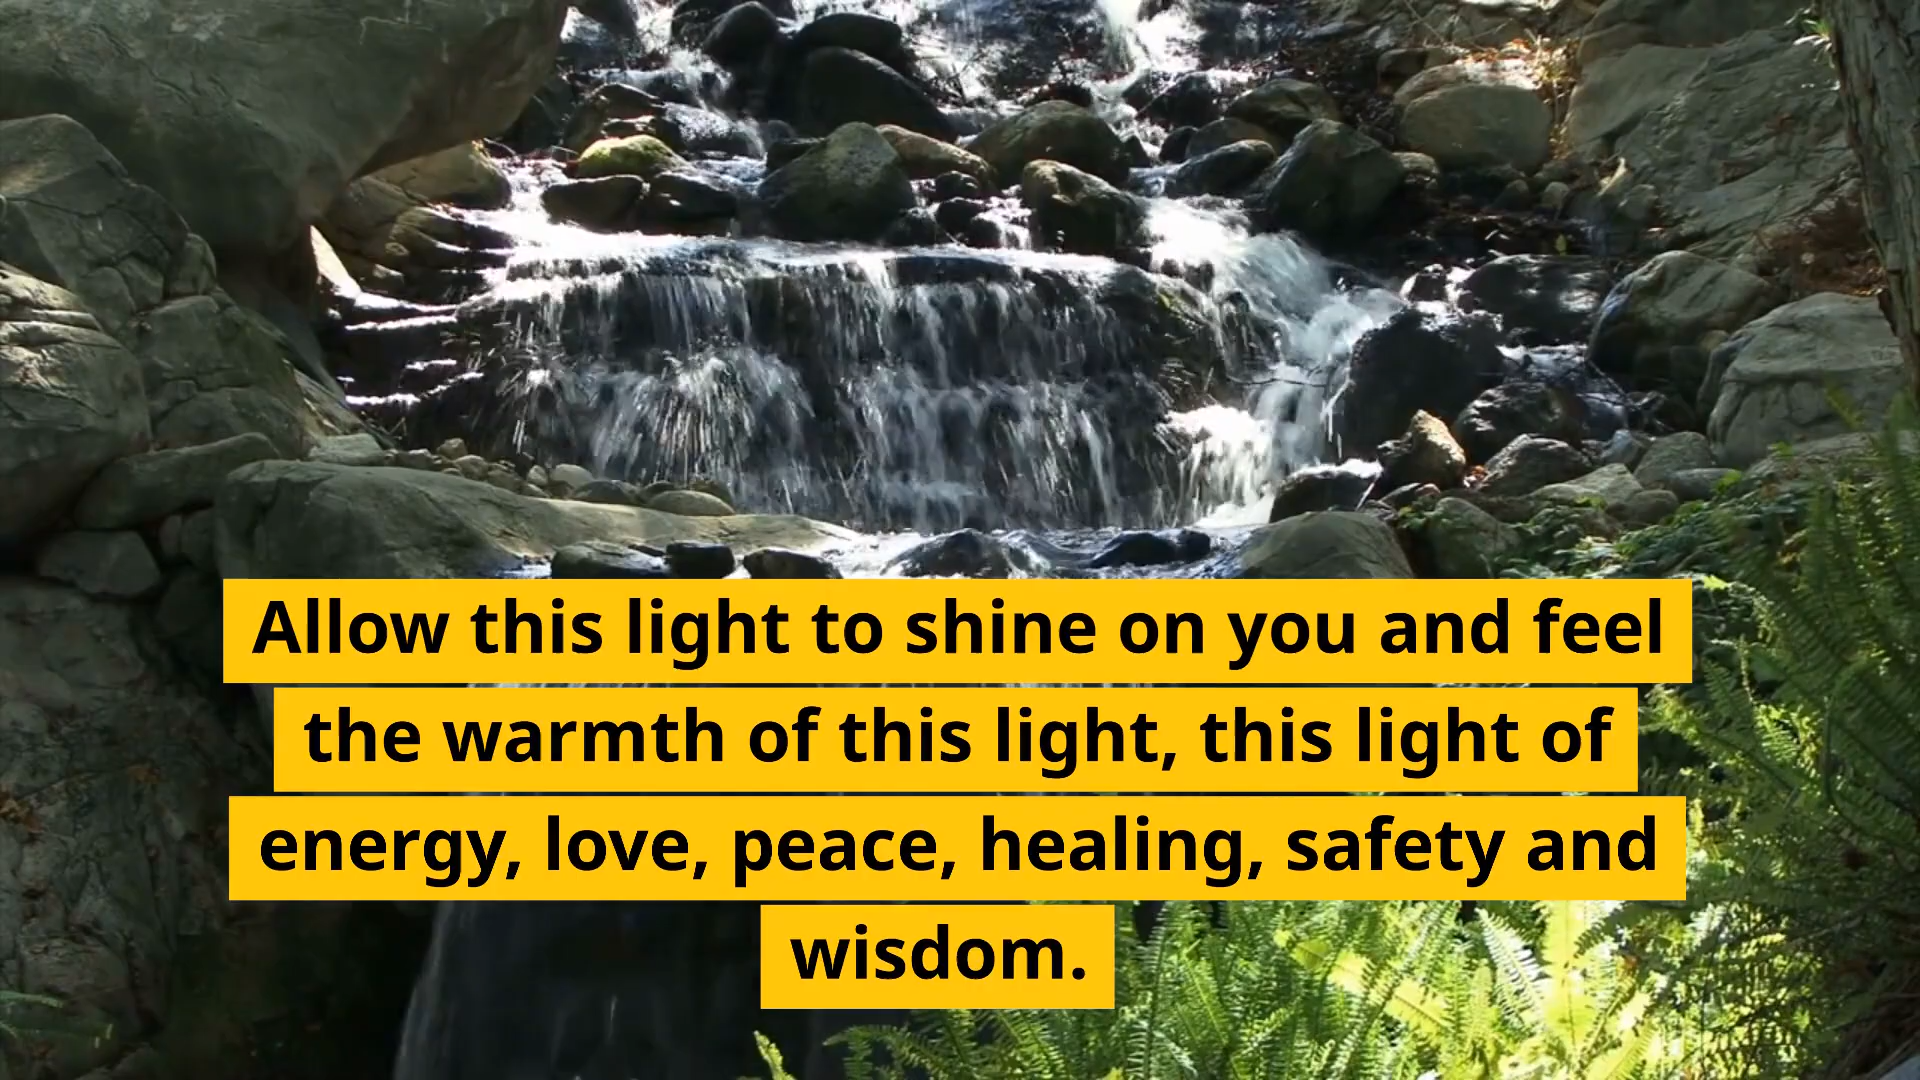 Allow this light to shine on you and feel
the warmth of this light, this light of
energy, love, peace, healing, safety and
wisdom.